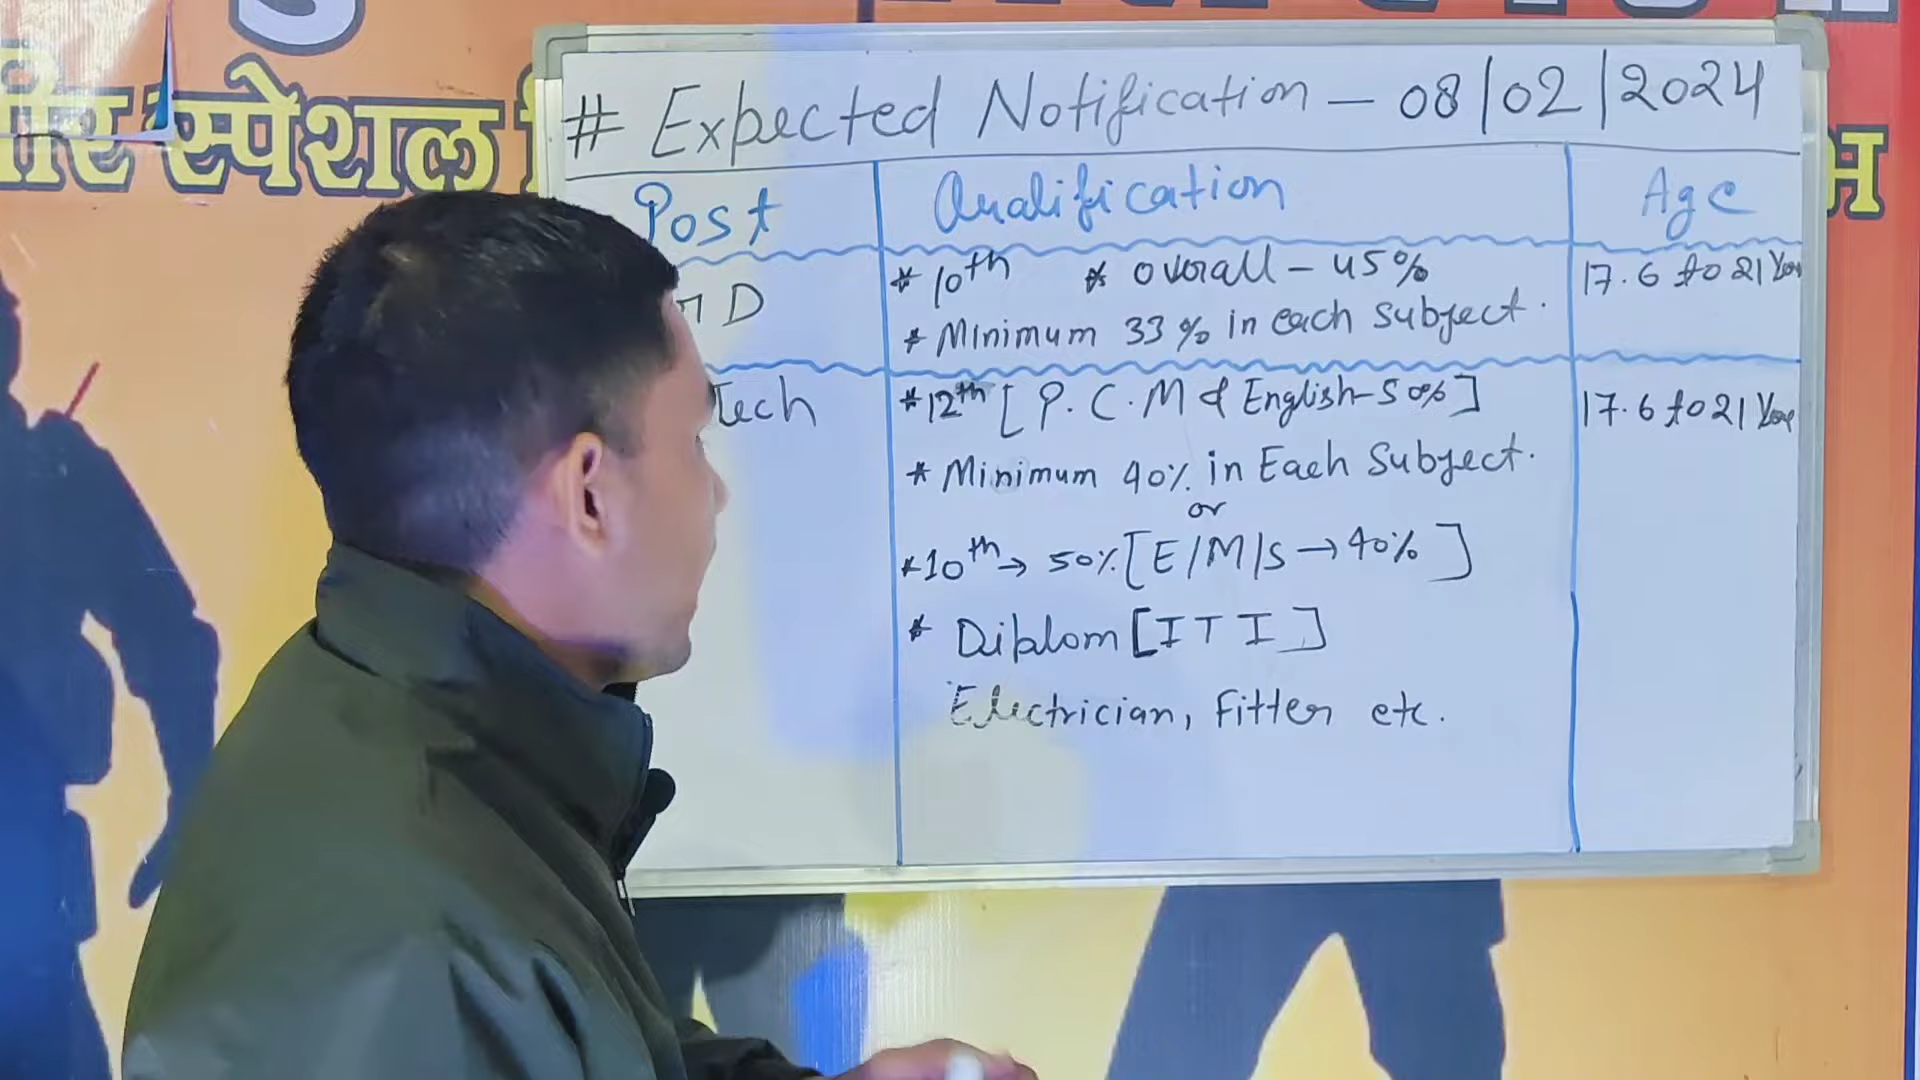 स्पेशल
# Expected Notification - 08/02/2024
Post Qualification Age
D * 10th * overall - 45% 17.6 to 21 Year
* Minimum 33% in each subject.
Tech *12th [P.C.M & English-50%] 17.6 to 21 Year
* Minimum 40% in Each Subject.
or
*10th → 50% [E/M/S → 40%]
* Diplom [ITI]
Electrician, Fitter etc.